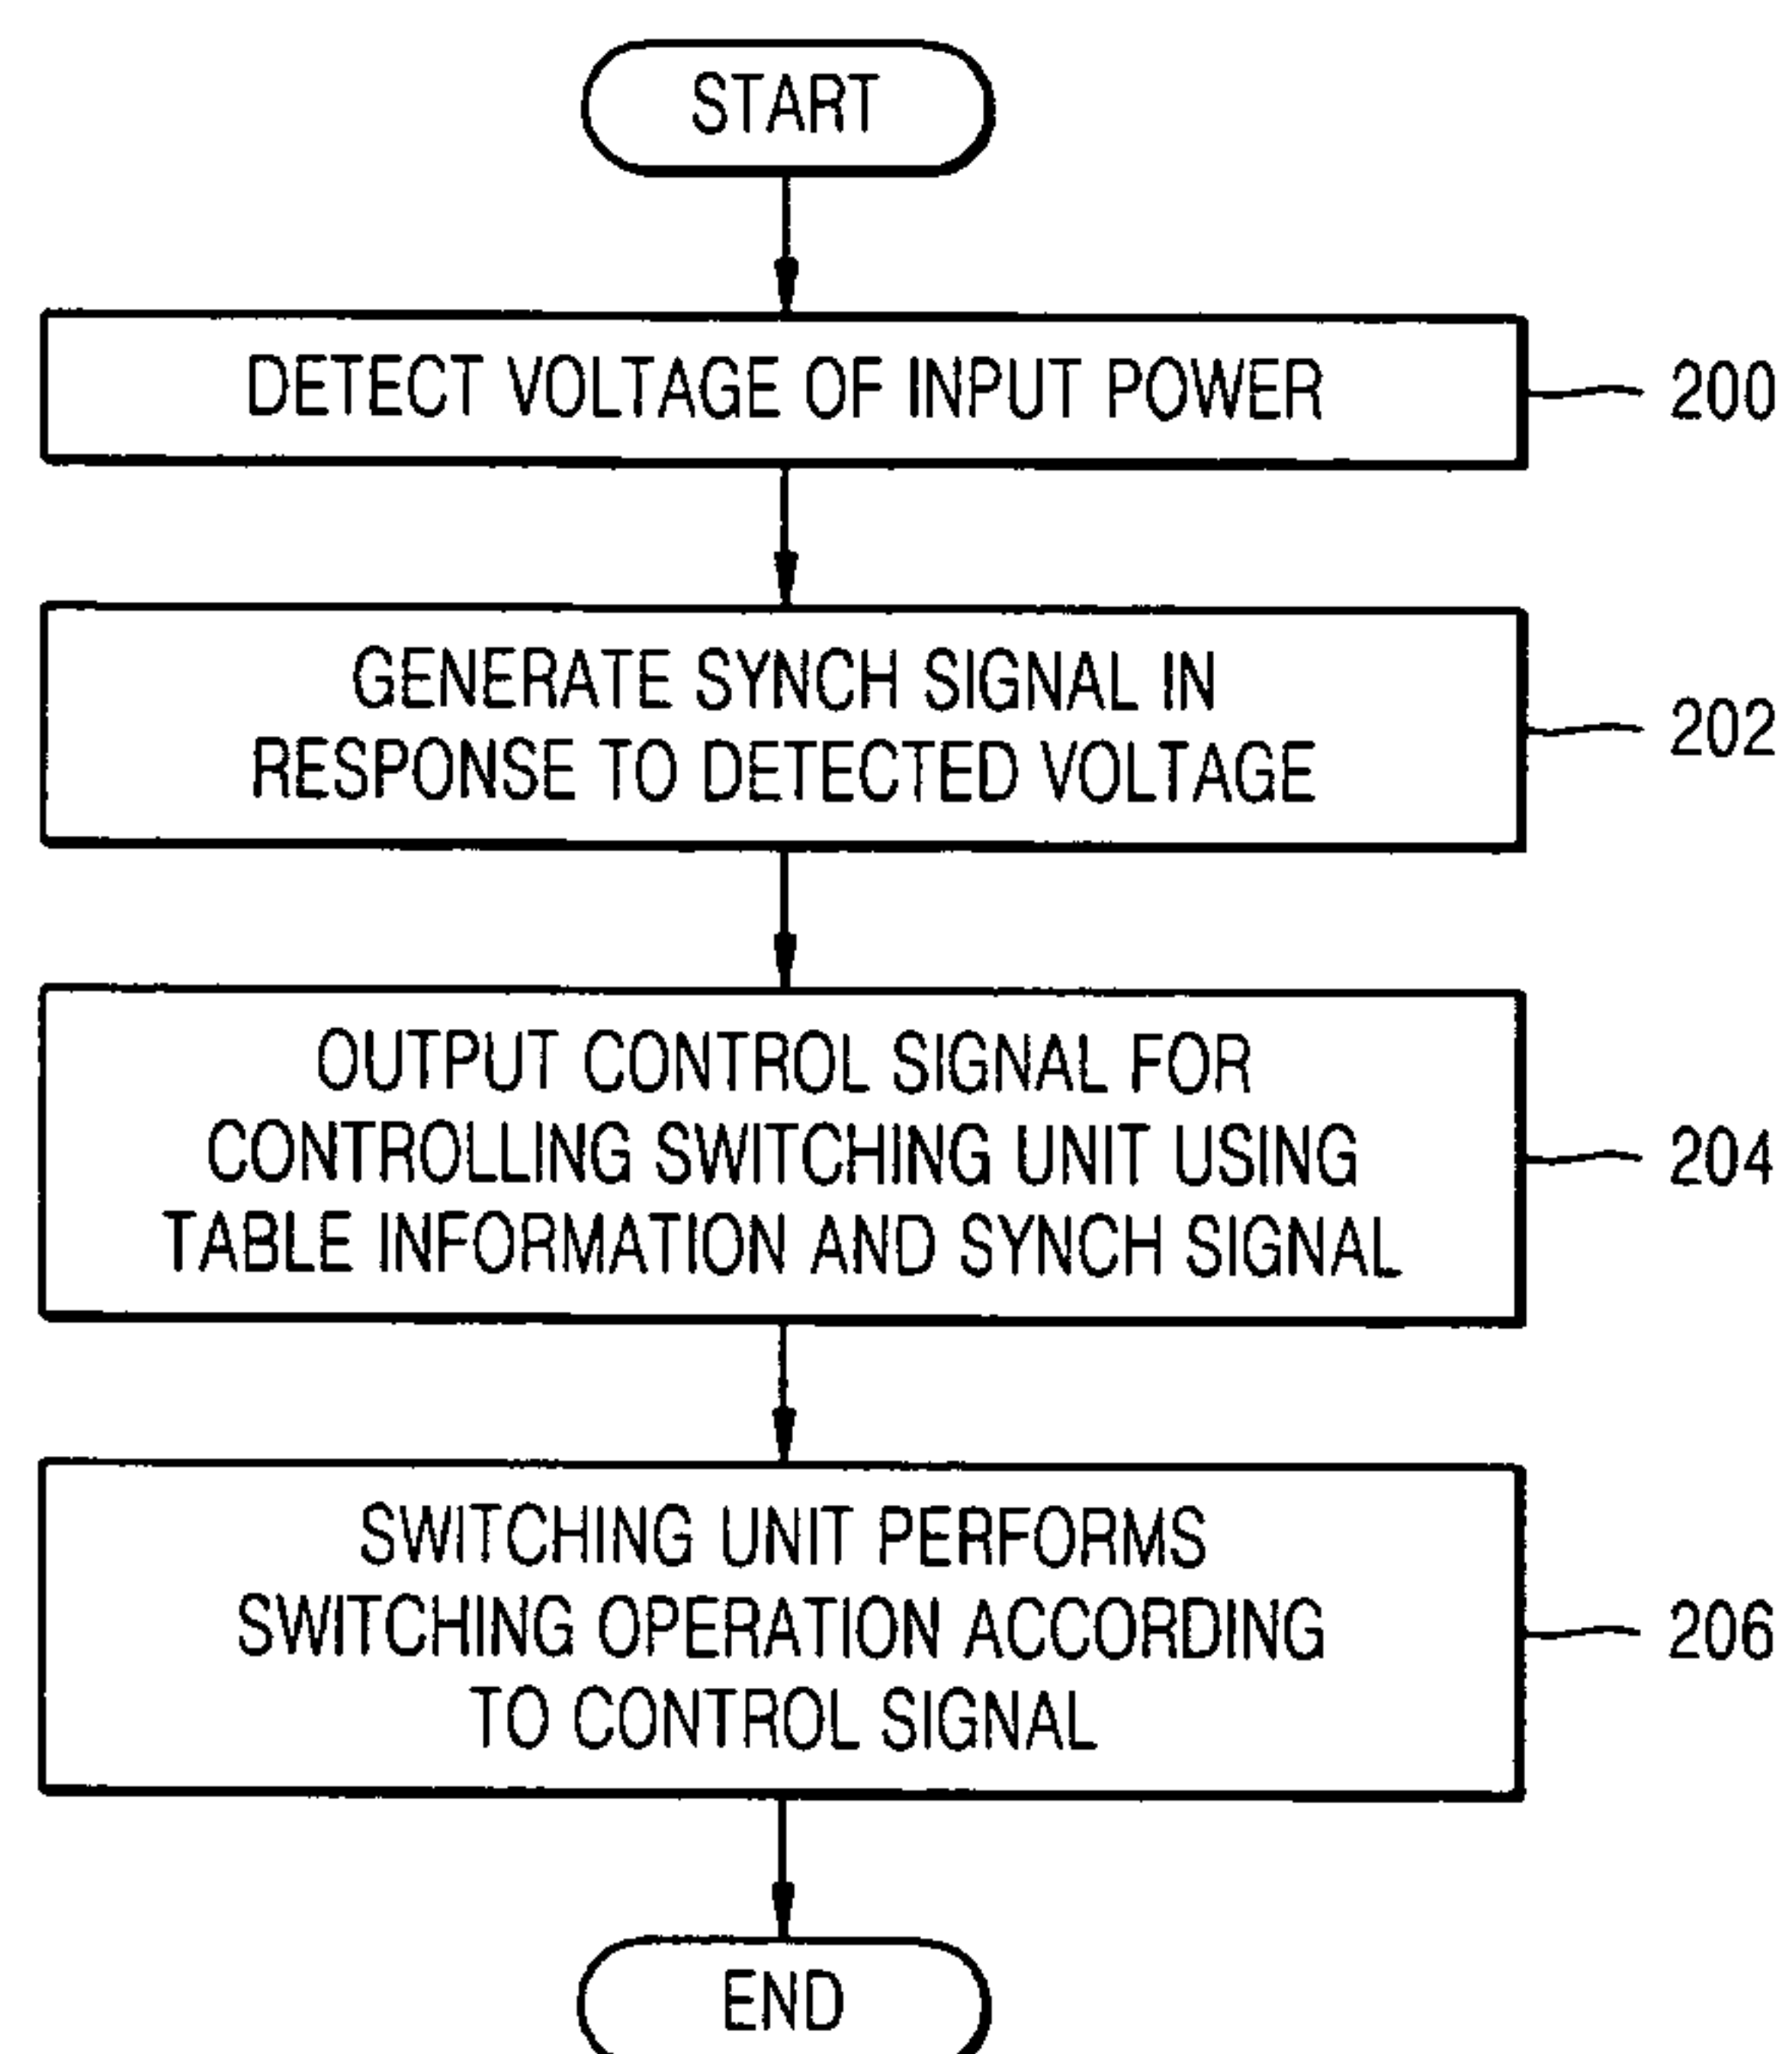 START
DETECT VOLTAGE OF INPUT POWER
200
GENERATE SYNCH SIGNAL IN
RESPONSE TO DETECTED VOLTAGE
202
OUTPUT CONTROL SIGNAL FOR
CONTROLLING SWITCHING UNIT USING
TABLE INFORMATION AND SYNCH SIGNAL
204
SWITCHING UNIT PERFORMS
SWITCHING OPERATION ACCORDING
TO CONTROL SIGNAL
206
END